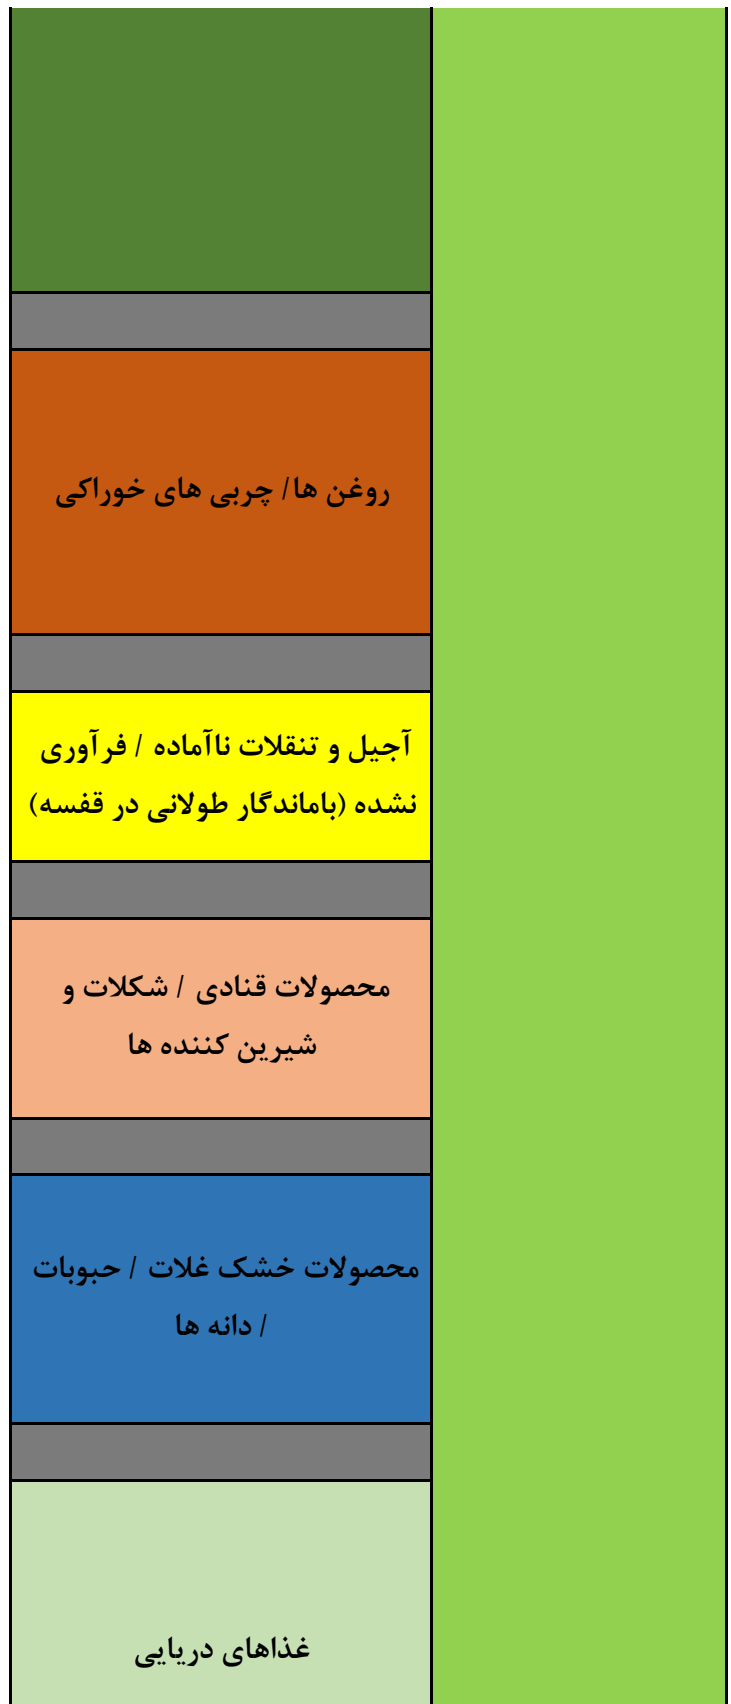 روغن ها/ چربی های خوراکی
آجیل و تنقلات ناآماده / فرآوری
نشده (باماندگار طولانی در قفسه)
محصولات قنادی / شکلات و
شیرین کننده ها
محصولات خشک غلات / حبوبات
/ دانه ها
غذاهای دریایی